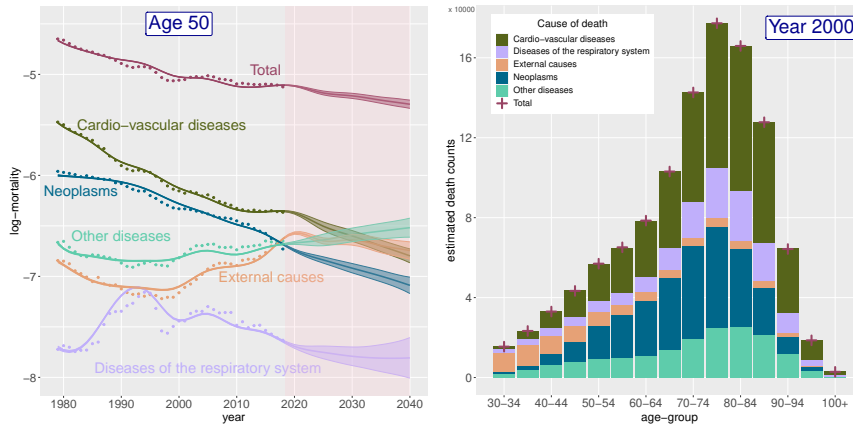 Age 50
Total
Cardio−vascular diseases
Neoplasms
Other diseases
External causes
Diseases of the respiratory system
log−mortality
−5
−6
−7
−8
1980 1990 2000 2010 2020 2030 2040
year
x 10000
Year 2000
Cause of death
Cardio−vascular diseases
Diseases of the respiratory system
External causes
Neoplasms
Other diseases
Total
estimated death counts
16
12
8
4
0
30−34 40−44 50−54 60−64 70−74 80−84 90−94 100+
age−group